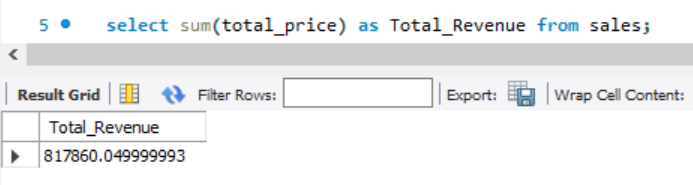 5 select sum(total_price) as Total_Revenue from sales;
Result Grid Filter Rows: Export: Wrap Cell Content:
Total_Revenue
817860.049999993